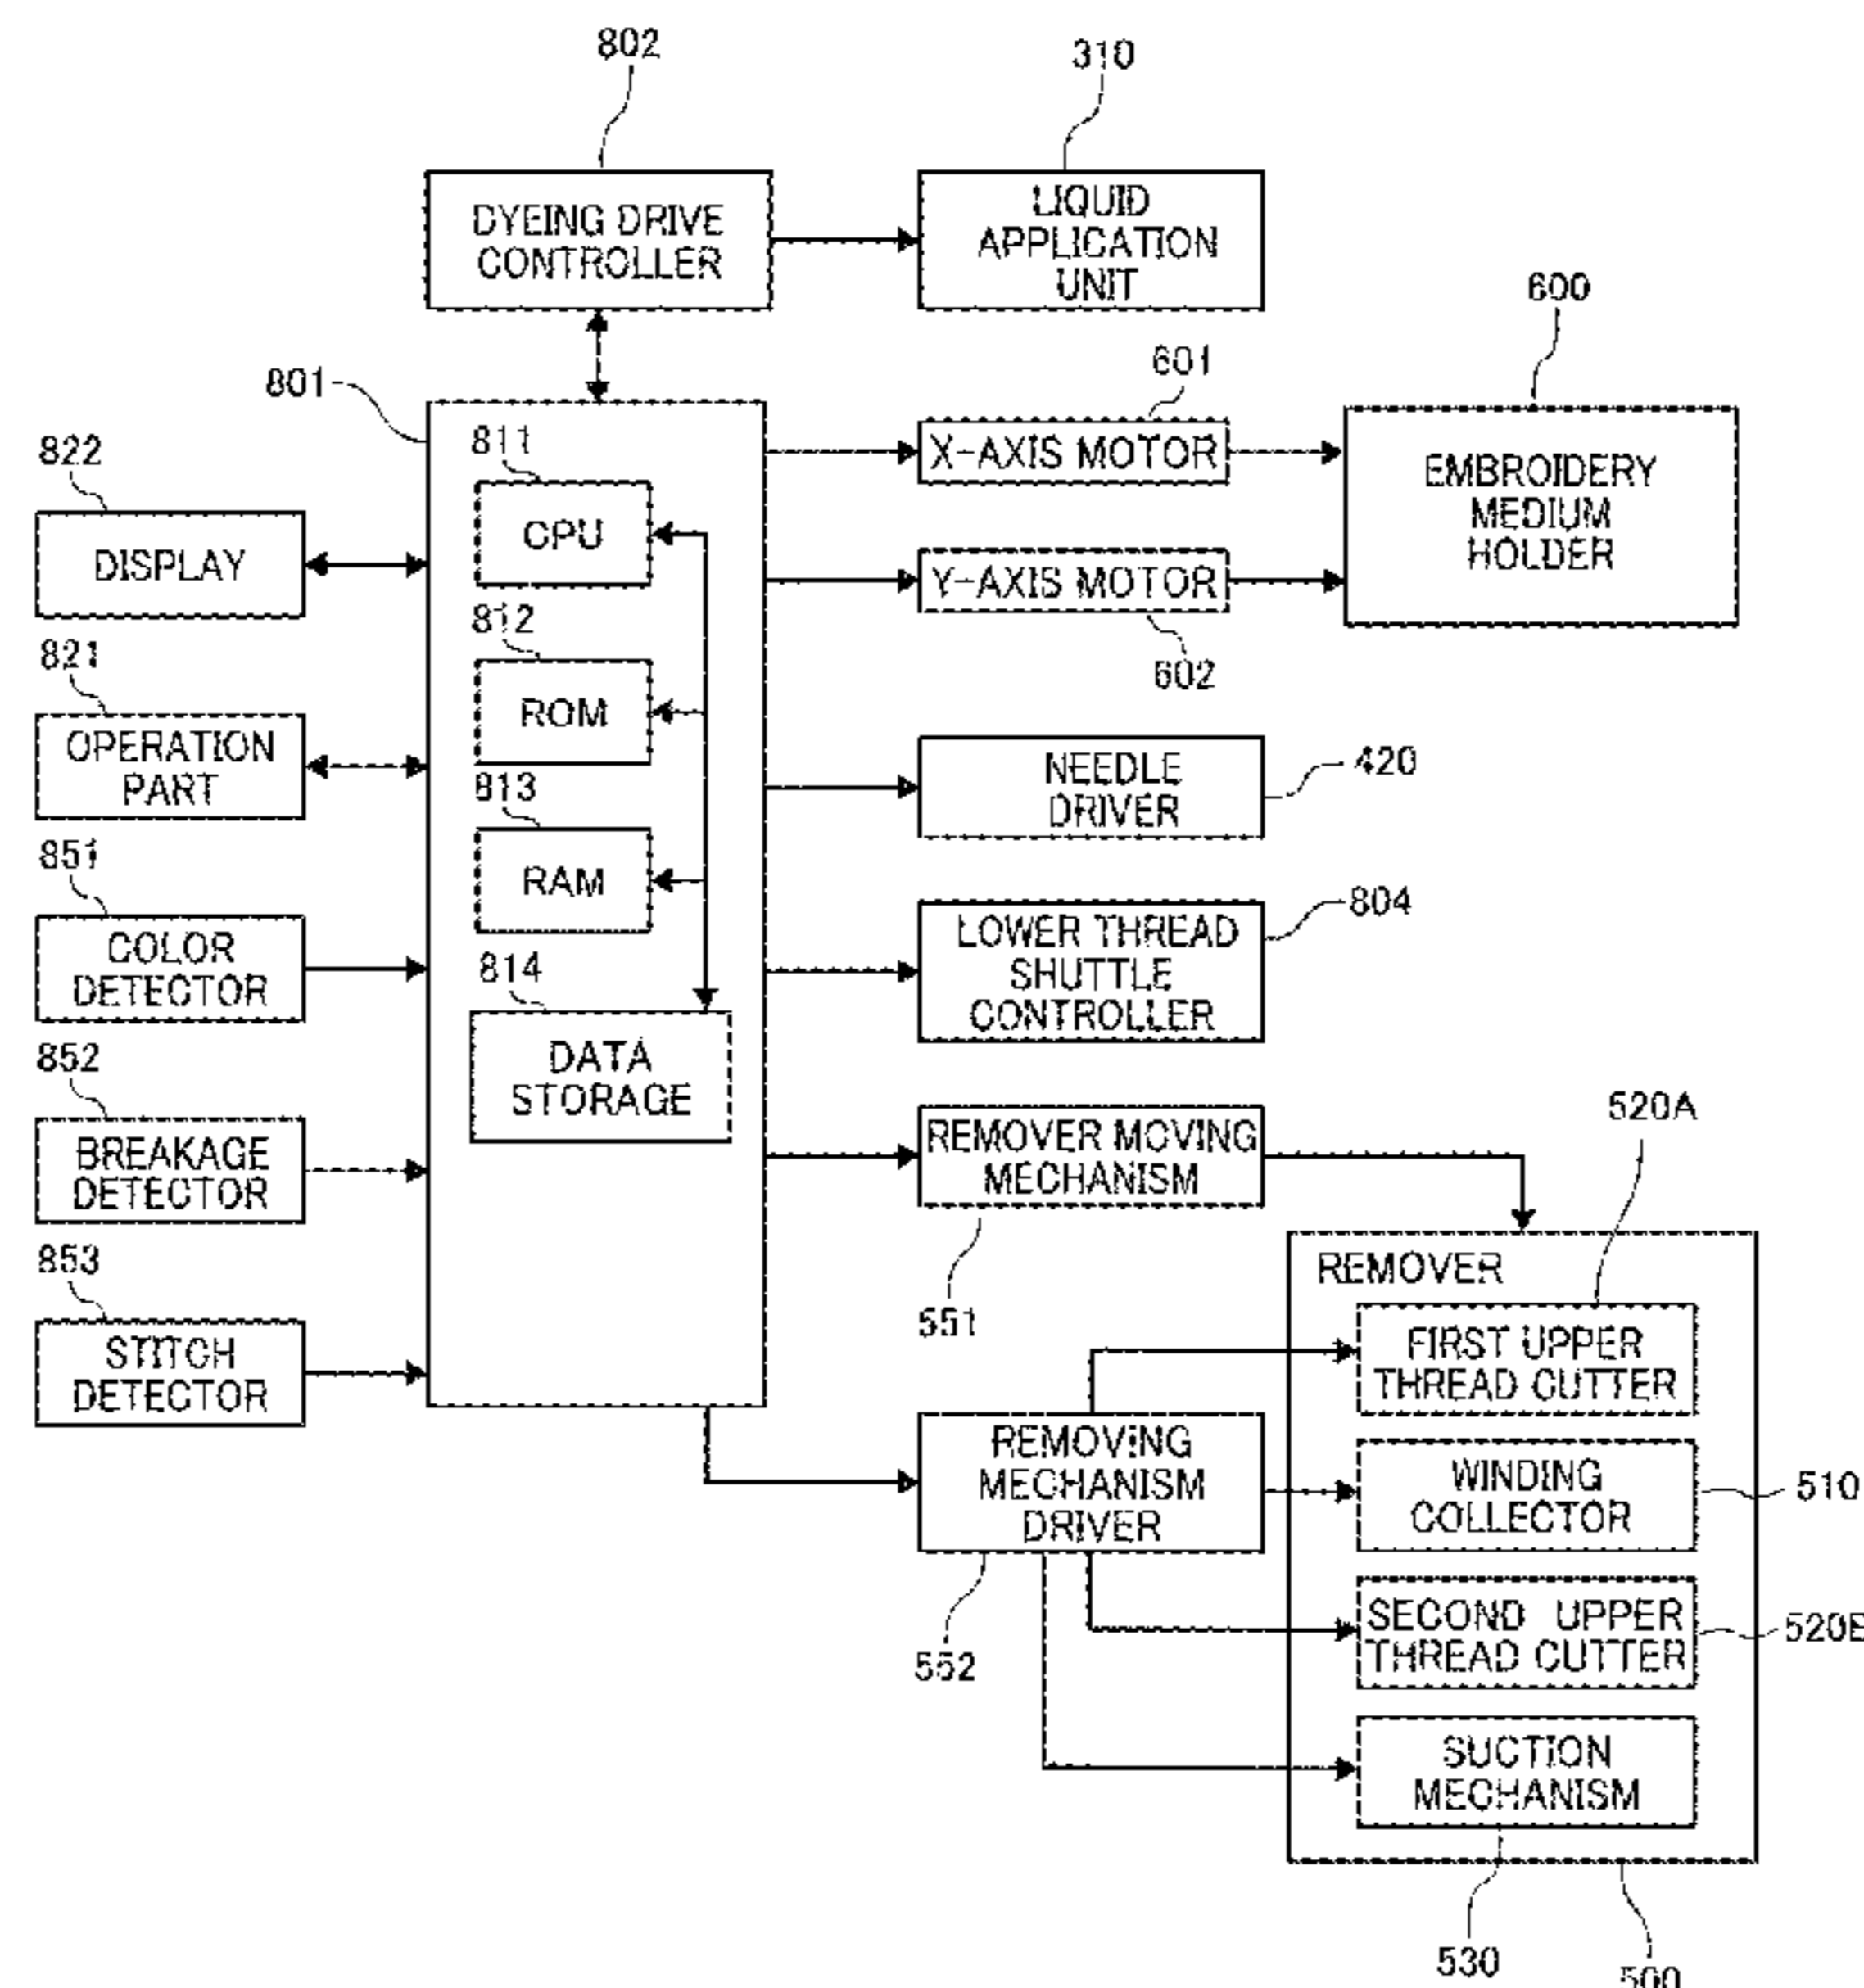 802
310
DYEING DRIVE
CONTROLLER
LIQUID
APPLICATION
UNIT
600
801
601
X-AXIS MOTOR
EMBROIDERY
MEDIUM
HOLDER
Y-AXIS MOTOR
602
822
DISPLAY
811
CPU
821
OPERATION
PART
812
ROM
NEEDLE
DRIVER
420
851
COLOR
DETECTOR
813
RAM
LOWER THREAD
SHUTTLE
CONTROLLER
804
814
DATA
STORAGE
852
BREAKAGE
DETECTOR
REMOVER MOVING
MECHANISM
551
520A
853
STITCH
DETECTOR
REMOVER
FIRST UPPER
THREAD CUTTER
REMOVING
MECHANISM
DRIVER
552
WINDING
COLLECTOR
510
SECOND UPPER
THREAD CUTTER
520B
SUCTION
MECHANISM
530
500